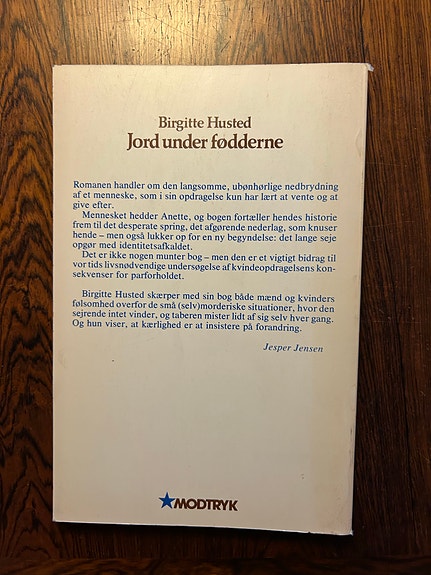 Birgitte Husted
Jord under fødderne
Romanen handler om den langsomme, ubønhørlige nedbrydning
af et menneske, som i sin opdragelse kun har lært at vente og at
give efter.
Mennesket hedder Anette, og bogen fortæller hendes historie
frem til det desperate spring, det afgørende nederlag, som knuser
hende – men også lukker op for en ny begyndelse: det lange seje
opgør med identitetsafkaldet.
Det er ikke nogen munter bog – men den er et vigtigt bidrag til
vor tids livsnødvendige undersøgelse af kvindeopdragelsens kon-
sekvenser for parforholdet.
Birgitte Husted skærper med sin bog både mænd og kvinders
følsomhed overfor de små (selv)morderiske situationer, hvor den
sejrende intet vinder, og taberen mister lidt af sig selv hver gang.
Og hun viser, at kærlighed er at insistere på forandring.
Jesper Jensen
MODTRYK